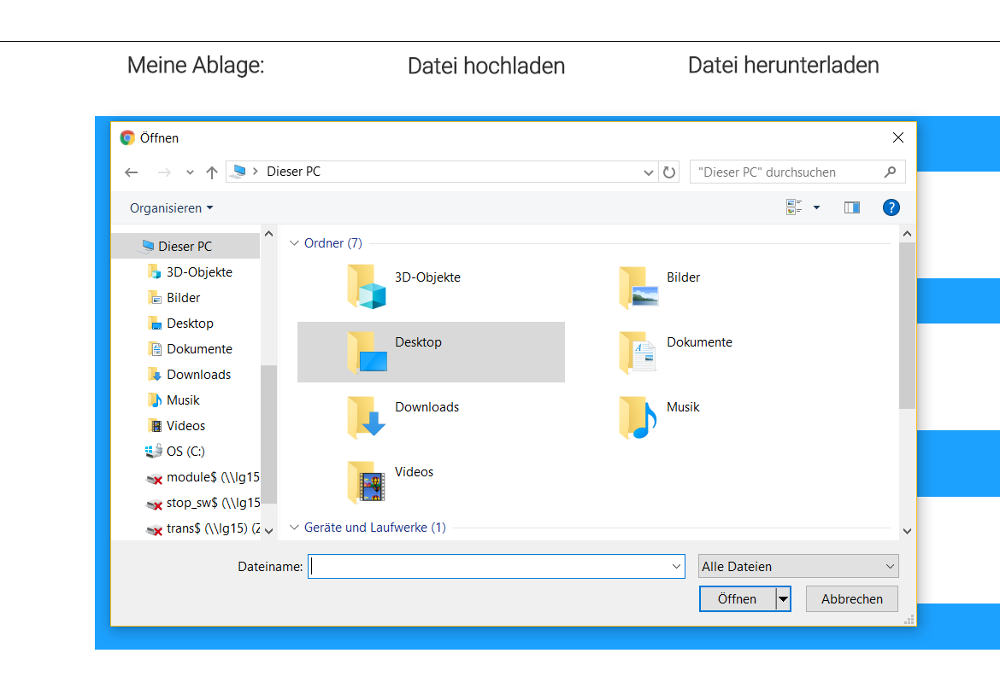 Meine Ablage: Datei hochladen Datei herunterladen
Öffnen
Dieser PC "Dieser PC" durchsuchen
Organisieren ?
Dieser PC
3D-Objekte
Bilder
Desktop
Dokumente
Downloads
Musik
Videos
OS (C:)
module$ (\\lg15
stop_sw$ (\\lg15
trans$ (\\lg15) (Z
Ordner (7)
3D-Objekte Bilder
Desktop Dokumente
Downloads Musik
Videos
Geräte und Laufwerke (1)
Dateiname: Alle Dateien
Öffnen Abbrechen